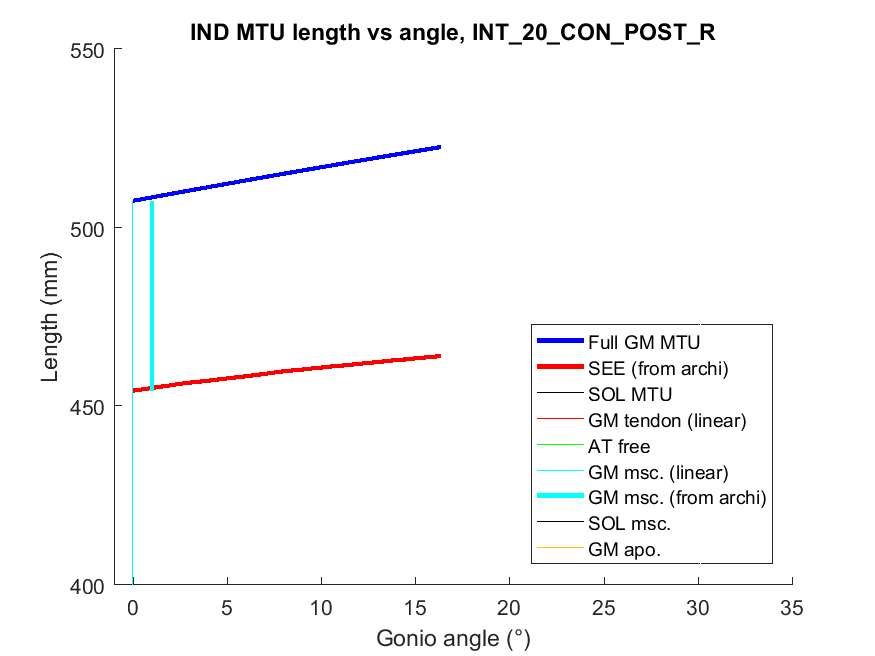 IND MTU length vs angle, INT_20_CON_POST_R
550
500
450
400
Length (mm)
0 5 10 15 20 25 30 35
Gonio angle (°)
Full GM MTU
SEE (from archi)
SOL MTU
GM tendon (linear)
AT free
GM msc. (linear)
GM msc. (from archi)
SOL msc.
GM apo.